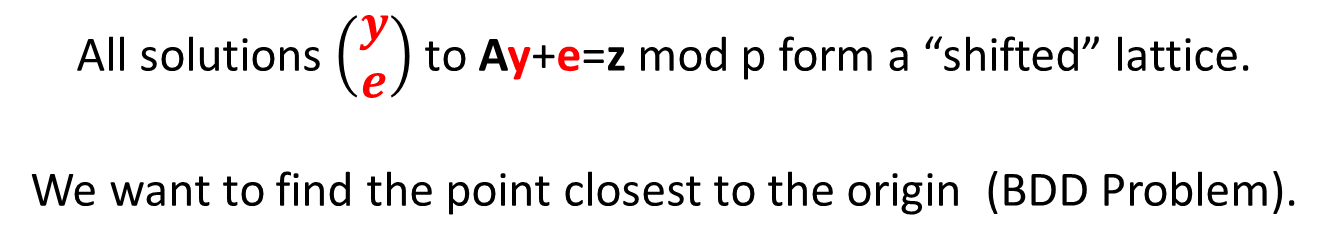 All solutions (y e) to Ay+e=z mod p form a “shifted” lattice.
We want to find the point closest to the origin (BDD Problem).